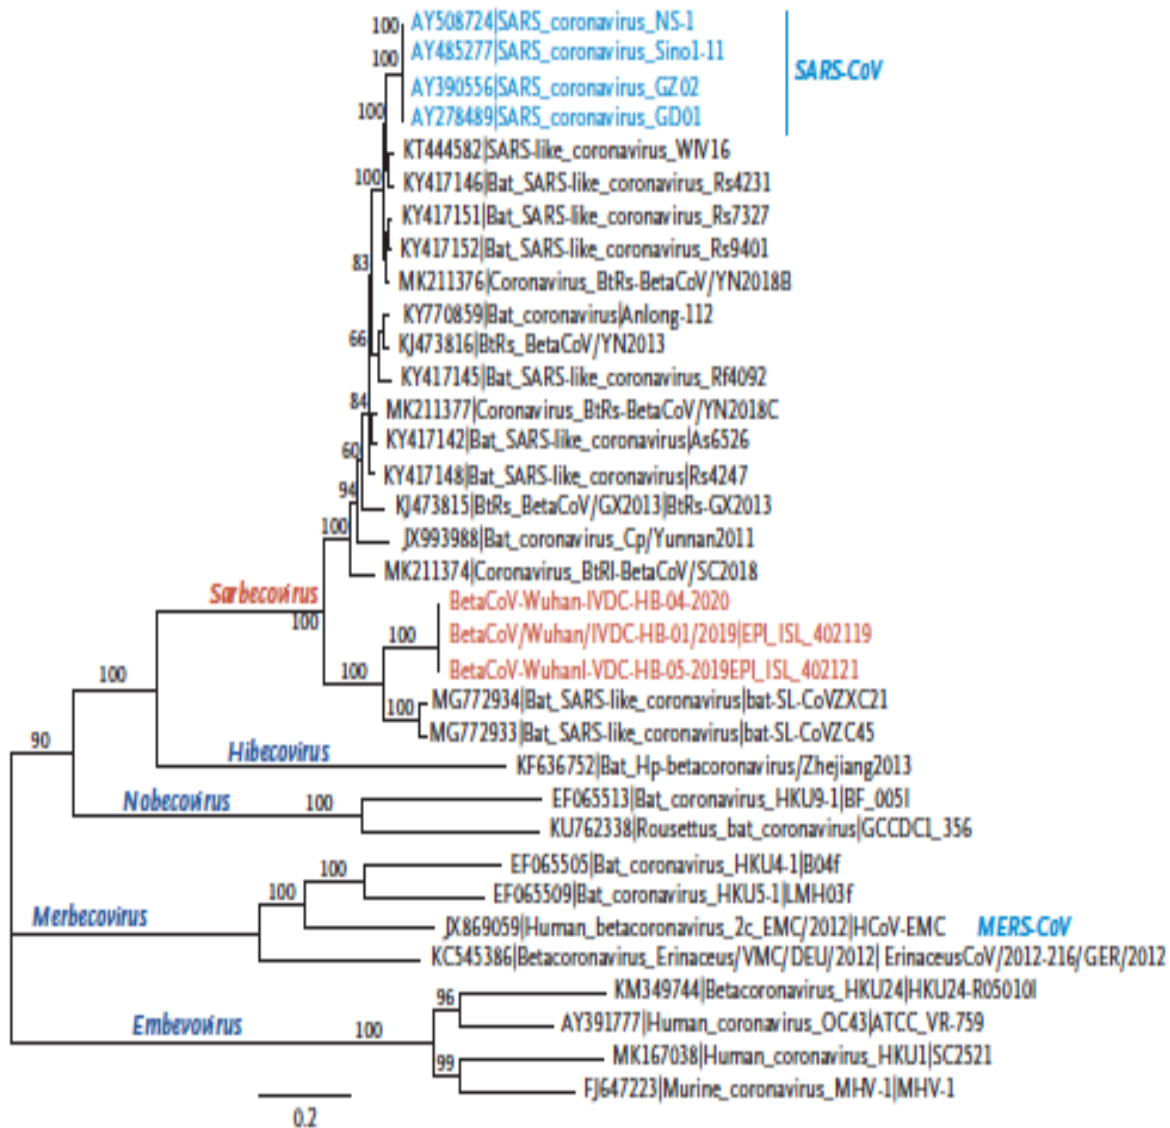 100
AY508724|SARS_coronavirus_NS-1
100
AY485277|SARS_coronavirus_Sino1-11
SARS-CoV
AY390556|SARS_coronavirus_GZ02
100
AY278489|SARS_coronavirus_GD01
KT444582|SARS-like_coronavirus_WIV16
100
KY417146|Bat_SARS-like_coronavirus_Rs4231
KY417151|Bat_SARS-like_coronavirus_Rs7327
KY417152|Bat_SARS-like_coronavirus_Rs9401
83
MK211376|Coronavirus_BtRs-BetaCoV/YN2018B
KY770859|Bat_coronavirus|Anlong-112
66
KJ473816|BtRs_BetaCoV/YN2013
KY417145|Bat_SARS-like_coronavirus_Rf4092
84
MK211377|Coronavirus_BtRs-BetaCoV/YN2018C
KY417142|Bat_SARS-like_coronavirus|As6526
60
KY417148|Bat_SARS-like_coronavirus|Rs4247
94
KJ473815|BtRs_BetaCoV/GX2013|BtRs-GX2013
100
JX993988|Bat_coronavirus_Cp/Yunnan2011
MK211374|Coronavirus_BtRl-BetaCoV/SC2018
Sarbecovirus
100
BetaCoV-Wuhan-IVDC-HB-04-2020
100
BetaCoV/Wuhan/IVDC-HB-01/2019|EPI_ISL_402119
100
BetaCoV-WuhanI-VDC-HB-05-2019EPI_ISL_402121
100
MG772934|Bat_SARS-like_coronavirus|bat-SL-CoVZXC21
100
MG772933|Bat_SARS-like_coronavirus|bat-SL-CoVZC45
90
Hibecovirus
KF636752|Bat_Hp-betacoronavirus/Zhejiang2013
Nobecovirus
100
EF065513|Bat_coronavirus_HKU9-1|BF_005I
KU762338|Rousettus_bat_coronavirus|GCCDC1_356
100
EF065505|Bat_coronavirus_HKU4-1|B04f
100
EF065509|Bat_coronavirus_HKU5-1|LMH03f
Merbecovirus
JX869059|Human_betacoronavirus_2c_EMC/2012|HCoV-EMC
MERS-CoV
KC545386|Betacoronavirus_Erinaceus/VMC/DEU/2012| ErinaceusCoV/2012-216/GER/2012
96
KM349744|Betacoronavirus_HKU24|HKU24-R05010I
Embevovirus
100
AY391777|Human_coronavirus_OC43|ATCC_VR-759
MK167038|Human_coronavirus_HKU1|SC2521
99
FJ647223|Murine_coronavirus_MHV-1|MHV-1
0.2